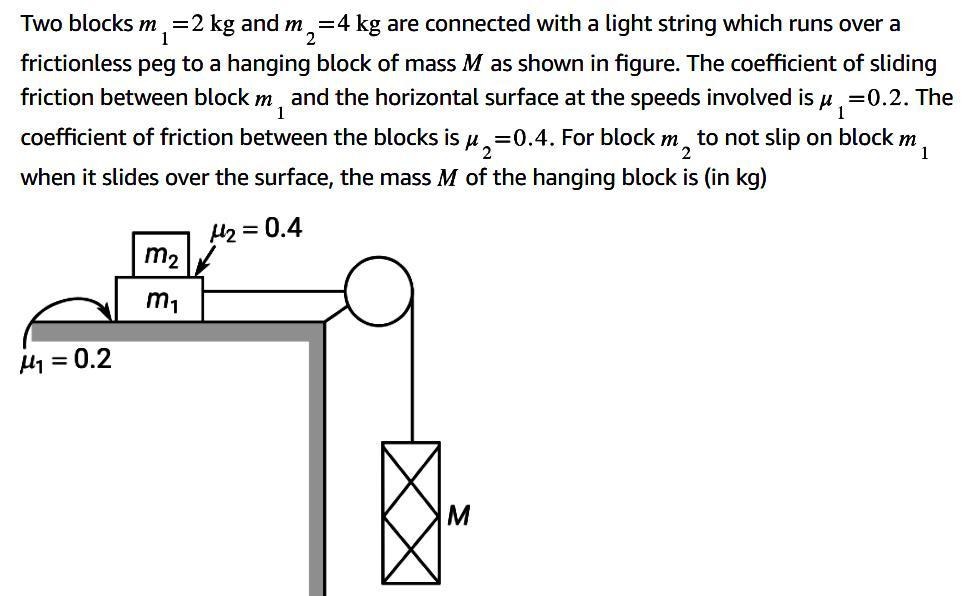 Two blocks m₁=2 kg and m₂=4 kg are connected with a light string which runs over a
frictionless peg to a hanging block of mass M as shown in figure. The coefficient of sliding
friction between block m₁ and the horizontal surface at the speeds involved is μ₁=0.2. The
coefficient of friction between the blocks is μ₂=0.4. For block m₂ to not slip on block m₁
when it slides over the surface, the mass M of the hanging block is (in kg)
μ₂ = 0.4
m₂
m₁
μ₁ = 0.2
M